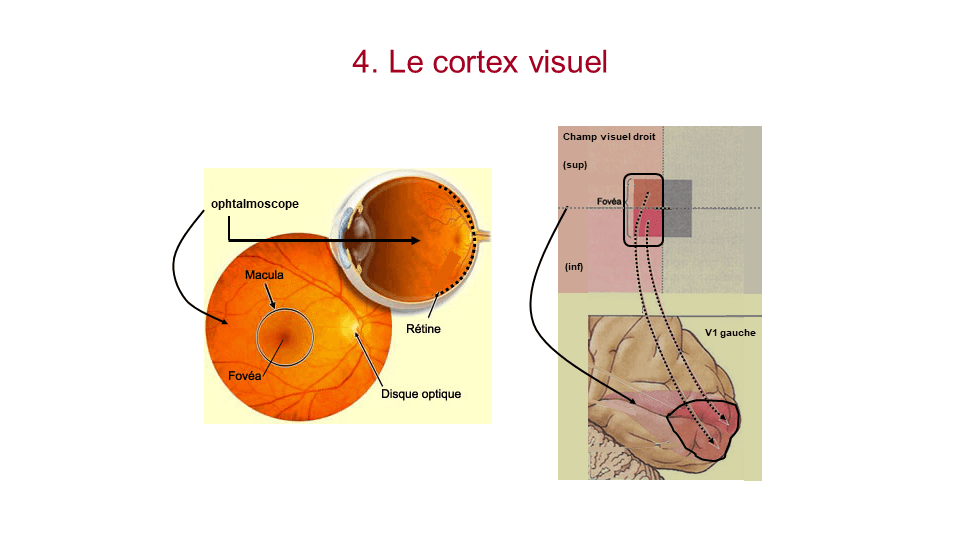 4. Le cortex visuel
ophtalmoscope
Macula
Fovéa
Rétine
Disque optique
Champ visuel droit
(sup)
Fovéa
(inf)
V1 gauche